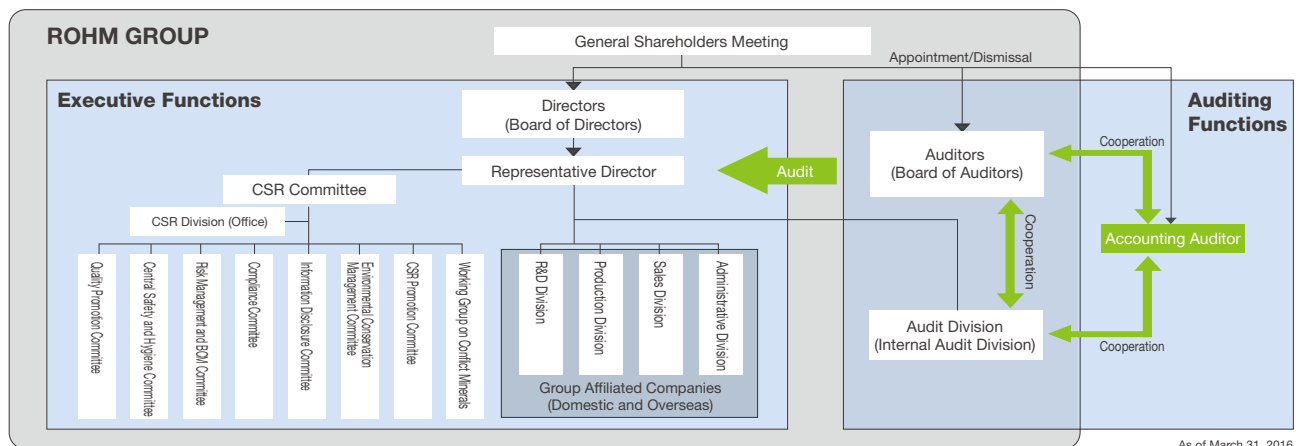 ROHM GROUP
General Shareholders Meeting
Appointment/Dismissal
Executive Functions
Directors
(Board of Directors)
Representative Director
CSR Committee
CSR Division (Office)
Quality Promotion Committee
Central Safety and Hygiene Committee
Risk Management and BCM Committee
Compliance Committee
Information Disclosure Committee
Environmental Conservation
Management Committee
CSR Promotion Committee
Working Group on Conflict Minerals
R&D Division
Production Division
Sales Division
Administrative Division
Group Affiliated Companies
(Domestic and Overseas)
Audit
Auditing
Functions
Auditors
(Board of Auditors)
Cooperation
Cooperation
Accounting Auditor
Audit Division
(Internal Audit Division)
Cooperation
As of March 31, 2016